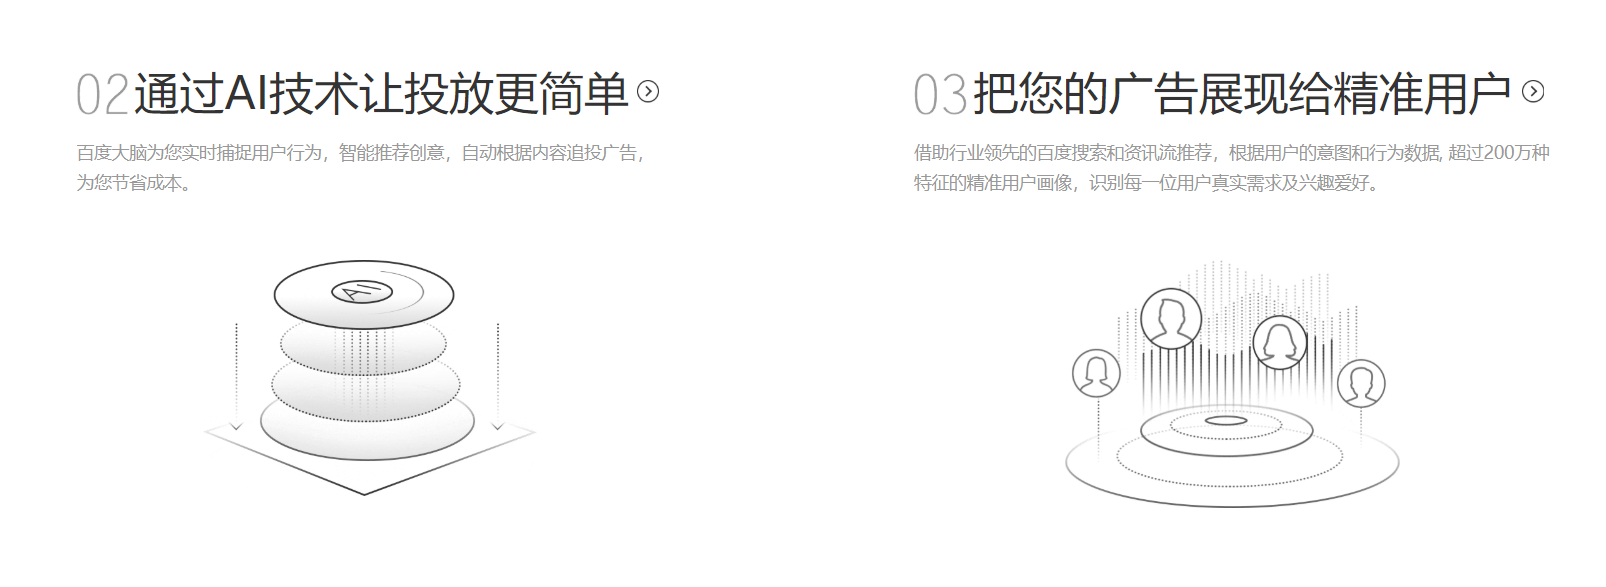 02 通过AI技术让投放更简单
百度大脑为您实时捕捉用户行为，智能推荐创意，自动根据内容追投广告，
为您节省成本。
AI
03 把您的广告展现给精准用户
借助行业领先的百度搜索和资讯流推荐，根据用户的意图和行为数据, 超过200万种
特征的精准用户画像，识别每一位用户真实需求及兴趣爱好。